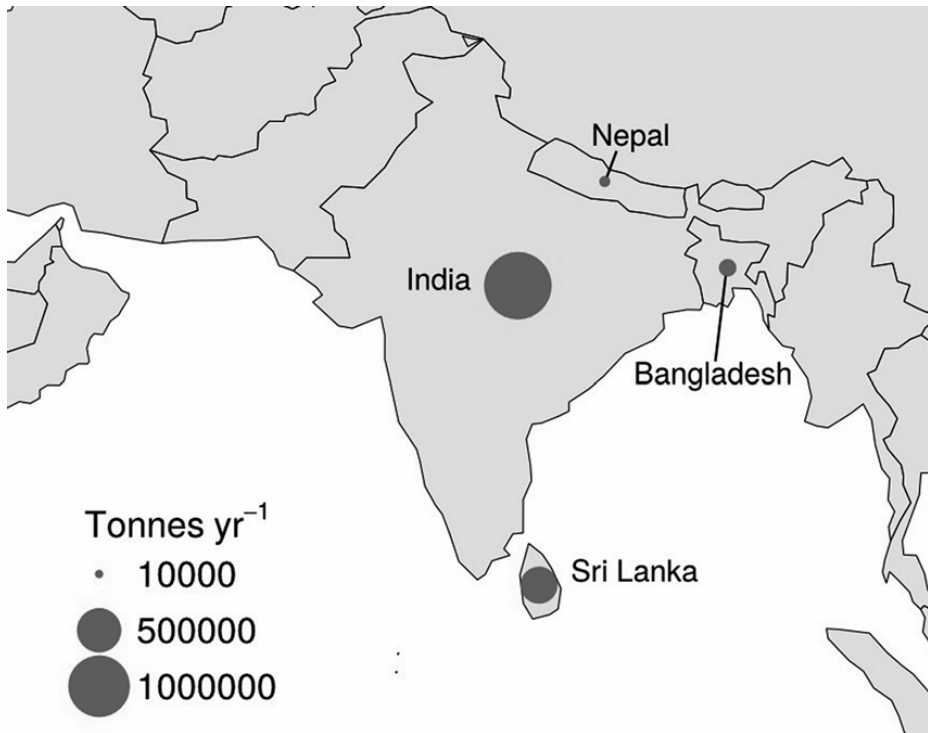 Nepal
India
Bangladesh
Sri Lanka
Tonnes yr⁻¹
10000
500000
1000000